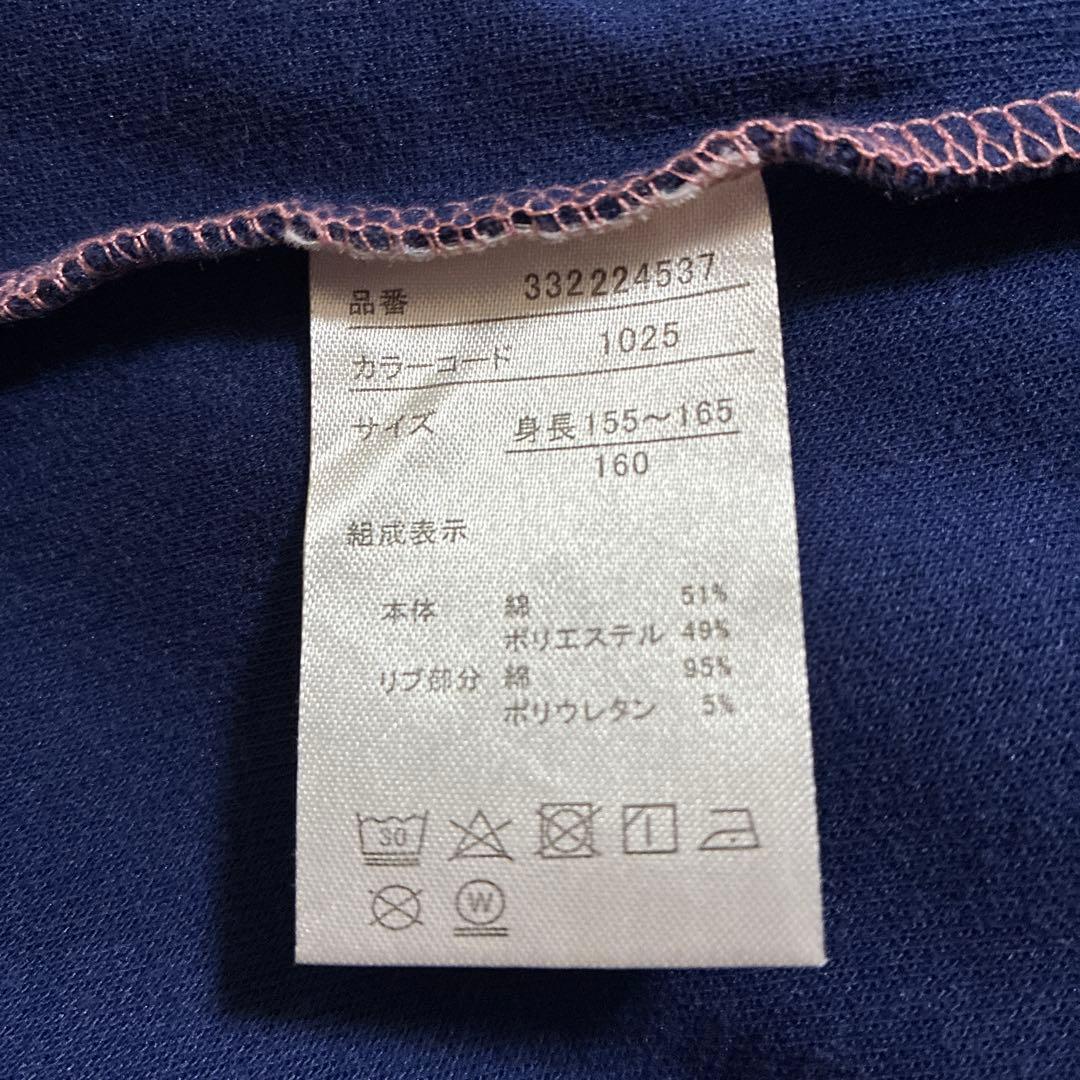 品番 332224537
カラーコード 1025
サイズ 身長155～165
160
組成表示
本体 綿 51%
ポリエステル 49%
リブ部分 綿 95%
ポリウレタン 5%
30
W